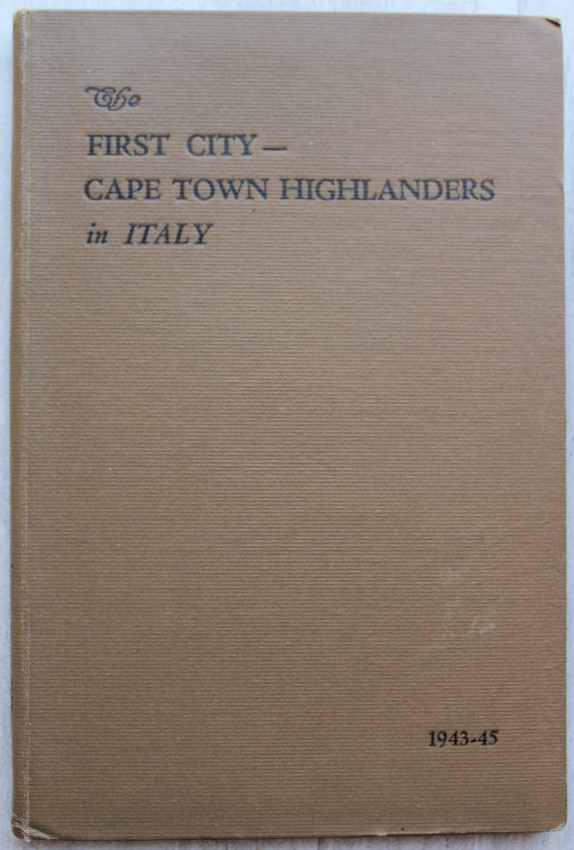 The
FIRST CITY—
CAPE TOWN HIGHLANDERS
in ITALY
1943-45